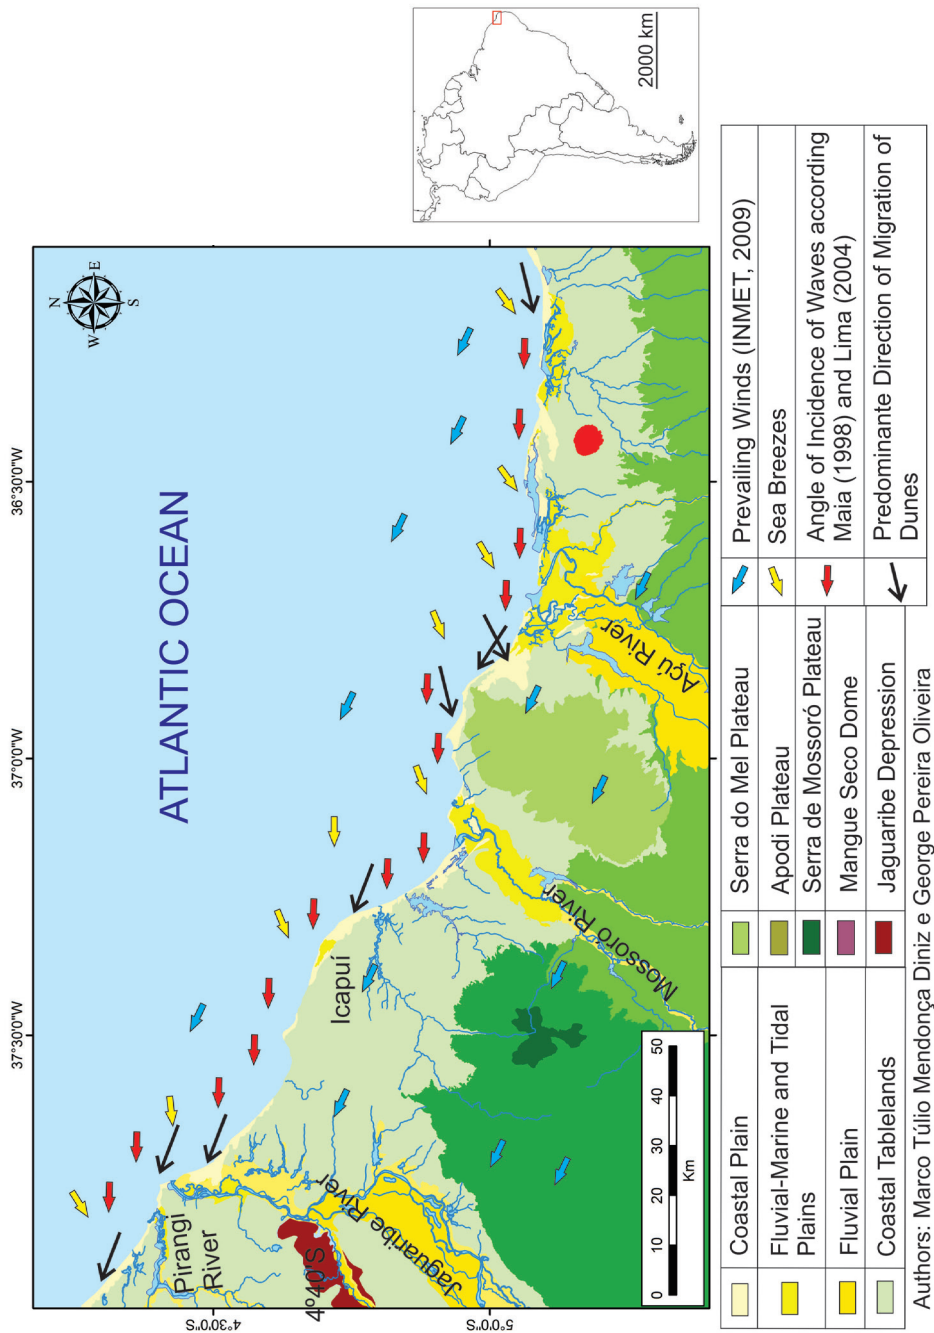 37°30'0"W
37°0'0"W
36°30'0"W
4°30'0"S
5°0'0"S
ATLANTIC OCEAN
N
E
S
W
Pirangi
River
4°40'S
Jaguaribe River
Icapuí
Mossoró River
Açú River
0 10 20 30 40 50
Km
2000 km
Coastal Plain
Fluvial-Marine and Tidal
Plains
Fluvial Plain
Coastal Tablelands
Serra do Mel Plateau
Apodi Plateau
Serra de Mossoró Plateau
Mangue Seco Dome
Jaguaribe Depression
Prevailing Winds (INMET, 2009)
Sea Breezes
Angle of Incidence of Waves according
Maia (1998) and Lima (2004)
Predominante Direction of Migration of
Dunes
Authors: Marco Tulio Mendonça Diniz e George Pereira Oliveira